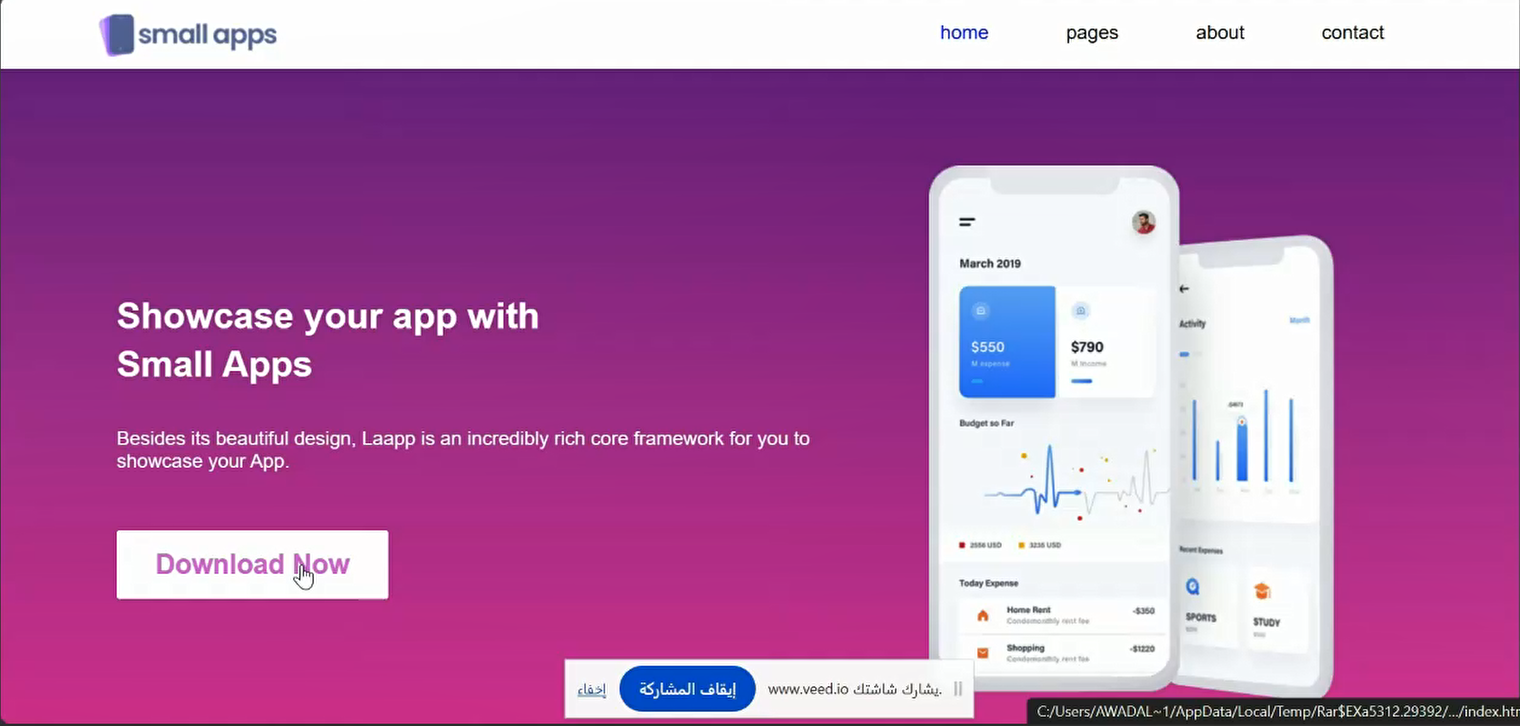 small apps
home
pages
about
contact
Showcase your app with
Small Apps
Besides its beautiful design, Laapp is an incredibly rich core framework for you to
showcase your App.
Download Now
March 2019
$550
M expense
$790
M Income
Budget so Far
2556 USD
3235 USD
Today Expense
Home Rent
-$350
Condomonthly rent fee
Shopping
-$1220
Condomonthly rent fee
Activity
Month
Recent Expenses
SPORTS
STUDY
يشارك شاشتك www.veed.io.
إيقاف المشاركة
إخفاء
C:/Users/AWADAL~1/AppData/Local/Temp/Rar$EXa5312.29392/.../index.htm